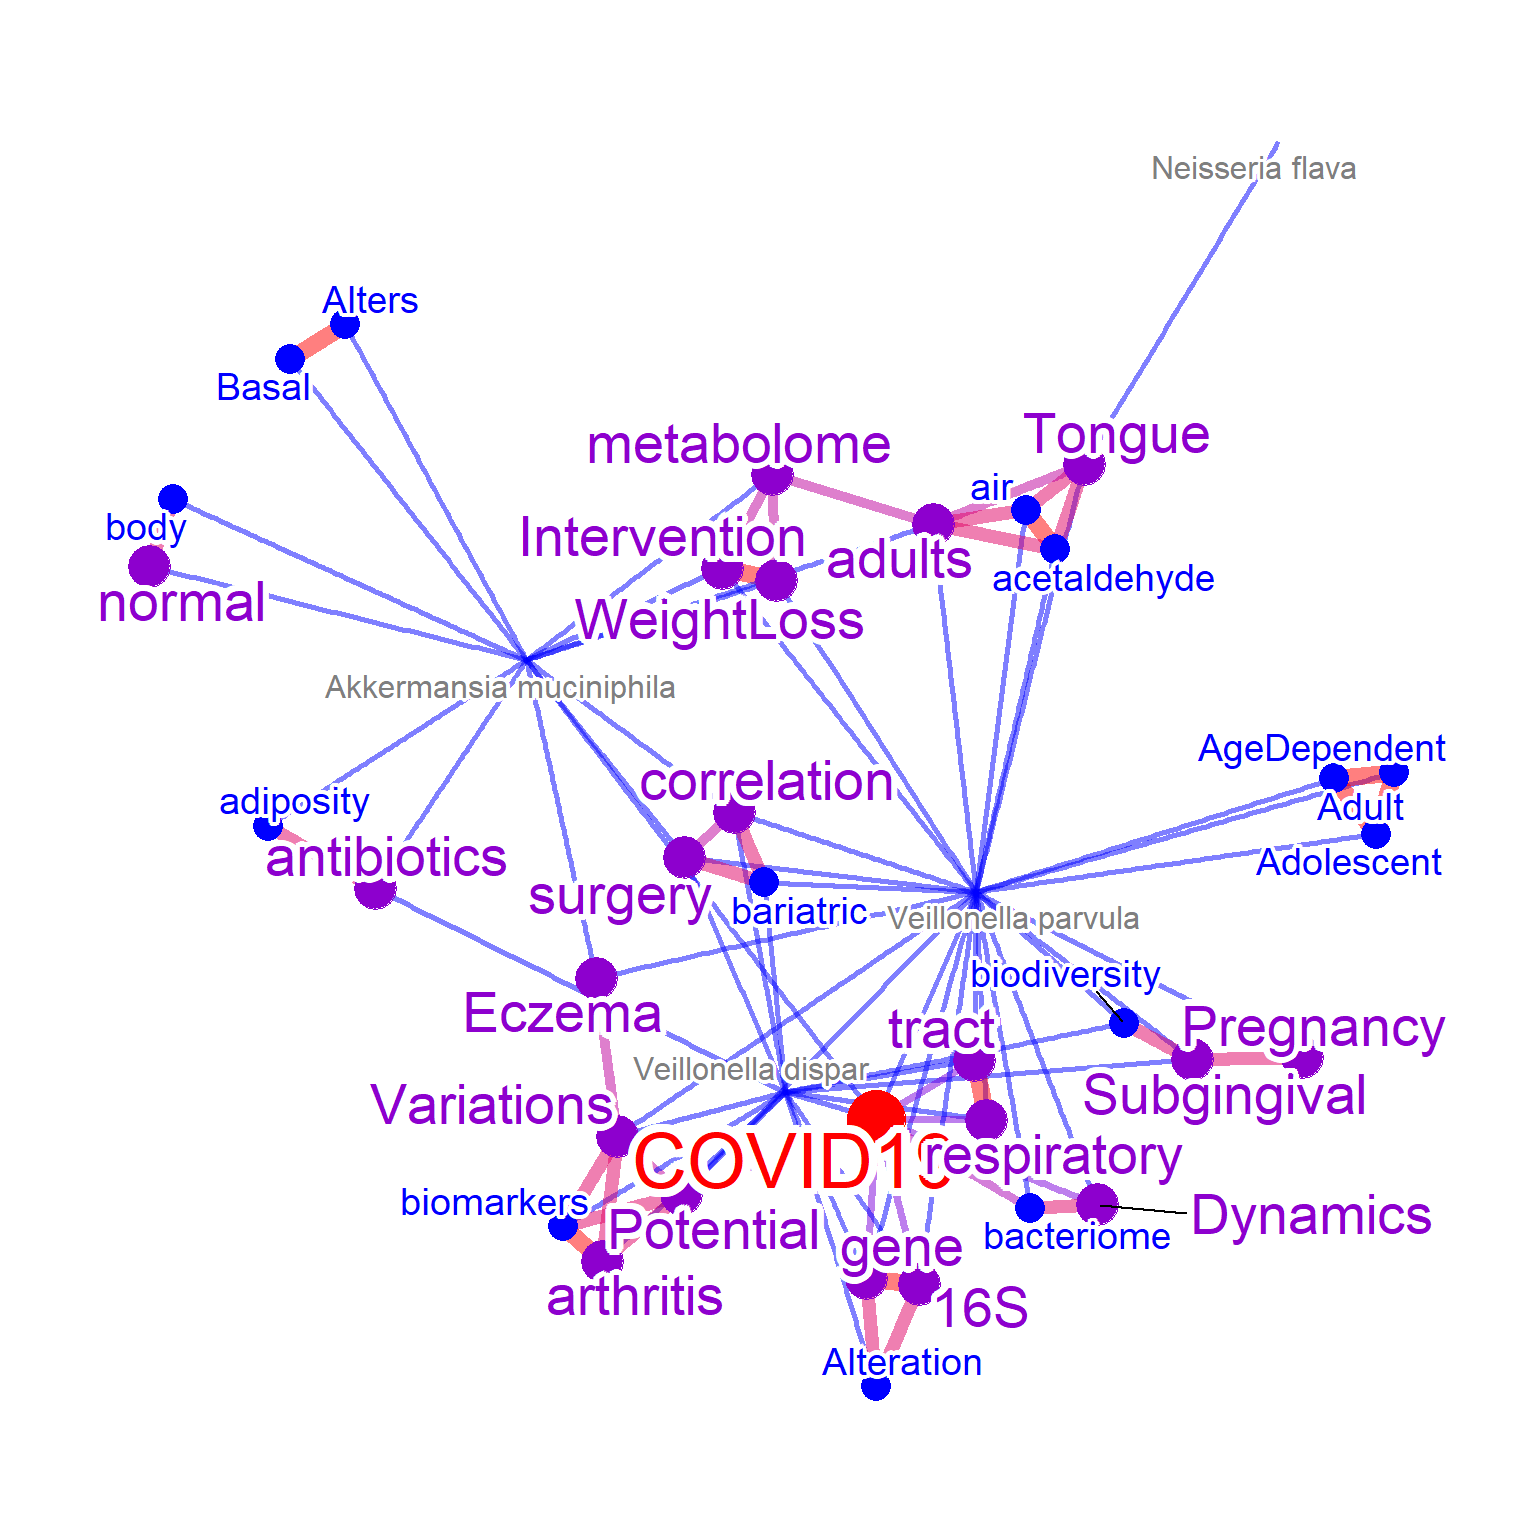 Neisseria flava
Alters
Basal
metabolome
Tongue
air
body
Intervention
adults
acetaldehyde
normal
WeightLoss
Akkermansia muciniphila
AgeDependent
correlation
adiposity
Adult
antibiotics
Adolescent
surgery
bariatric
Veillonella parvula
biodiversity
Eczema
tract
Pregnancy
Veillonella dispar
Subgingival
Variations
COVID19
respiratory
biomarkers
Potential
Dynamics
bacteriome
gene
arthritis
16S
Alteration